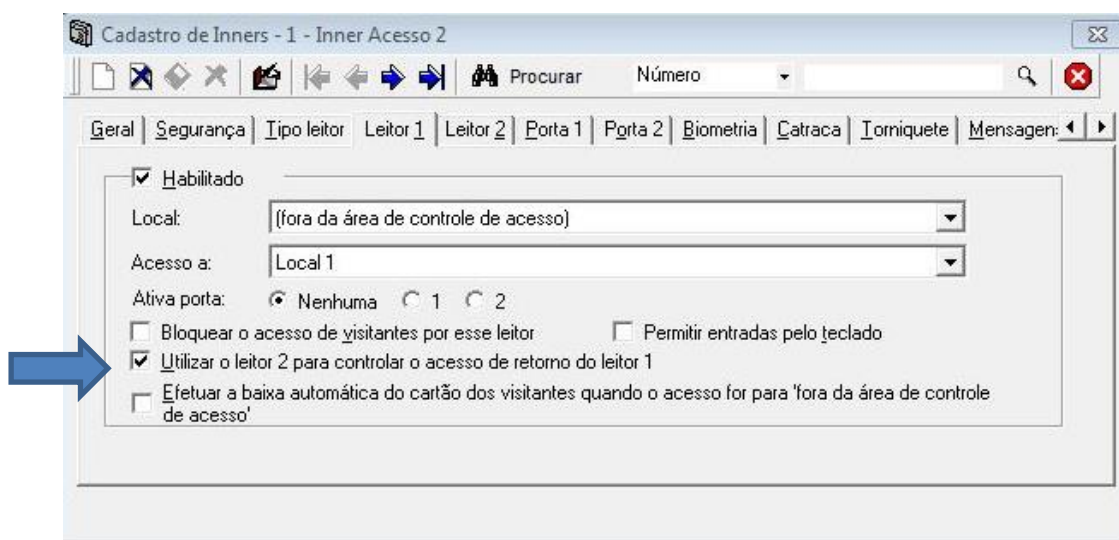 Cadastro de Inners - 1 - Inner Acesso 2
Procurar Número
Geral Segurança Tipo leitor Leitor 1 Leitor 2 Porta 1 Porta 2 Biometria Catraca Torniquete Mensagen
Habilitado
Local: (fora da área de controle de acesso)
Acesso a: Local 1
Ativa porta: Nenhuma 1 2
Bloquear o acesso de visitantes por esse leitor Permitir entradas pelo teclado
Utilizar o leitor 2 para controlar o acesso de retorno do leitor 1
Efetuar a baixa automática do cartão dos visitantes quando o acesso for para 'fora da área de controle
de acesso'